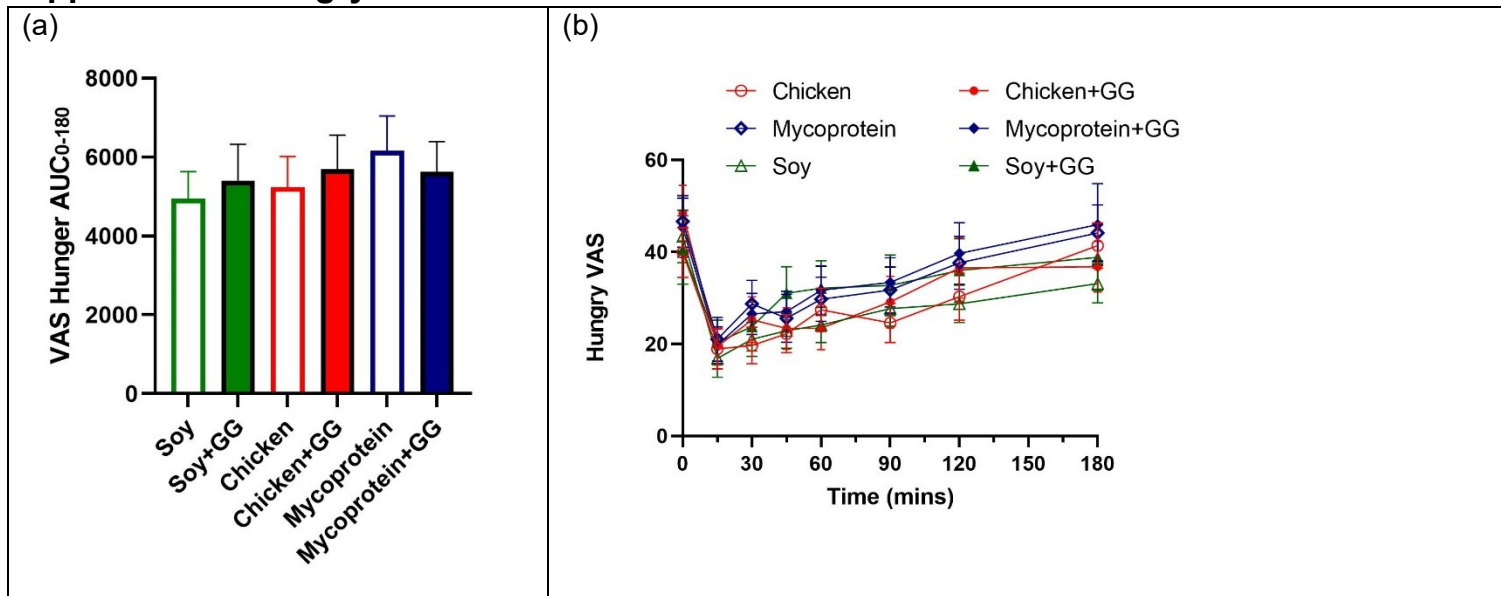 (a)
8000
6000
4000
2000
0
VAS Hunger AUC0-180
Soy
Soy+GG
Chicken
Chicken+GG
Mycoprotein
Mycoprotein+GG
(b)
Chicken
Chicken+GG
Mycoprotein
Mycoprotein+GG
Soy
Soy+GG
60
40
20
0
Hungry VAS
0 30 60 90 120 150 180
Time (mins)